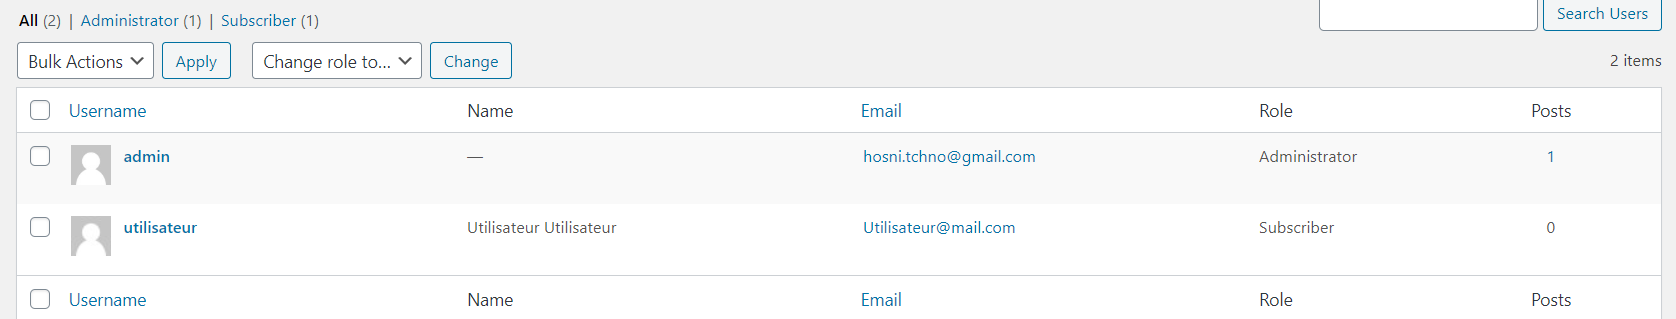 All (2) | Administrator (1) | Subscriber (1) Search Users
Bulk Actions Apply Change role to... Change 2 items
Username Name Email Role Posts
admin — hosni.tchno@gmail.com Administrator 1
utilisateur Utilisateur Utilisateur Utilisateur@mail.com Subscriber 0
Username Name Email Role Posts